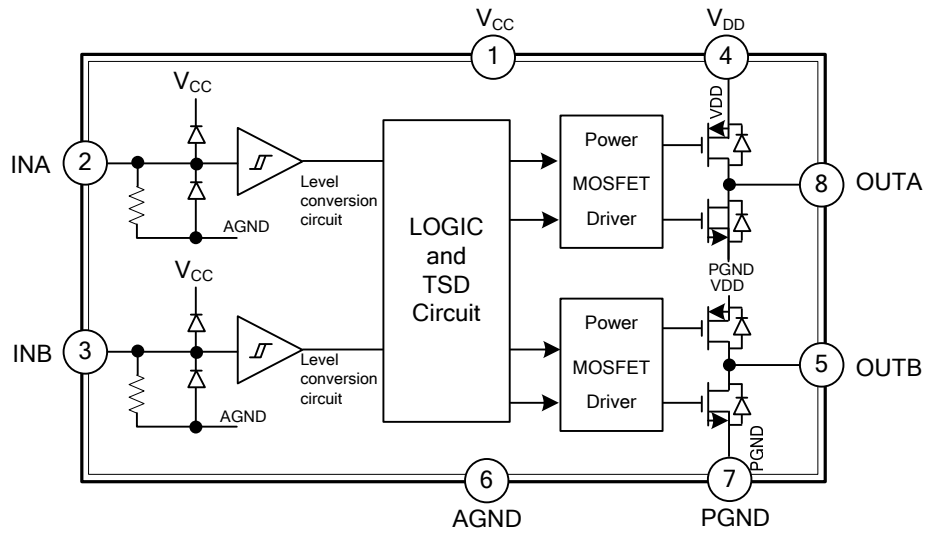 VCC
VDD
1
4
VCC
VDD
Power
MOSFET
Driver
INA
2
Level
conversion
circuit
AGND
8
OUTA
LOGIC
and
TSD
Circuit
PGND
VDD
VCC
Power
MOSFET
Driver
INB
3
Level
conversion
circuit
AGND
5
OUTB
PGND
6
7
AGND
PGND